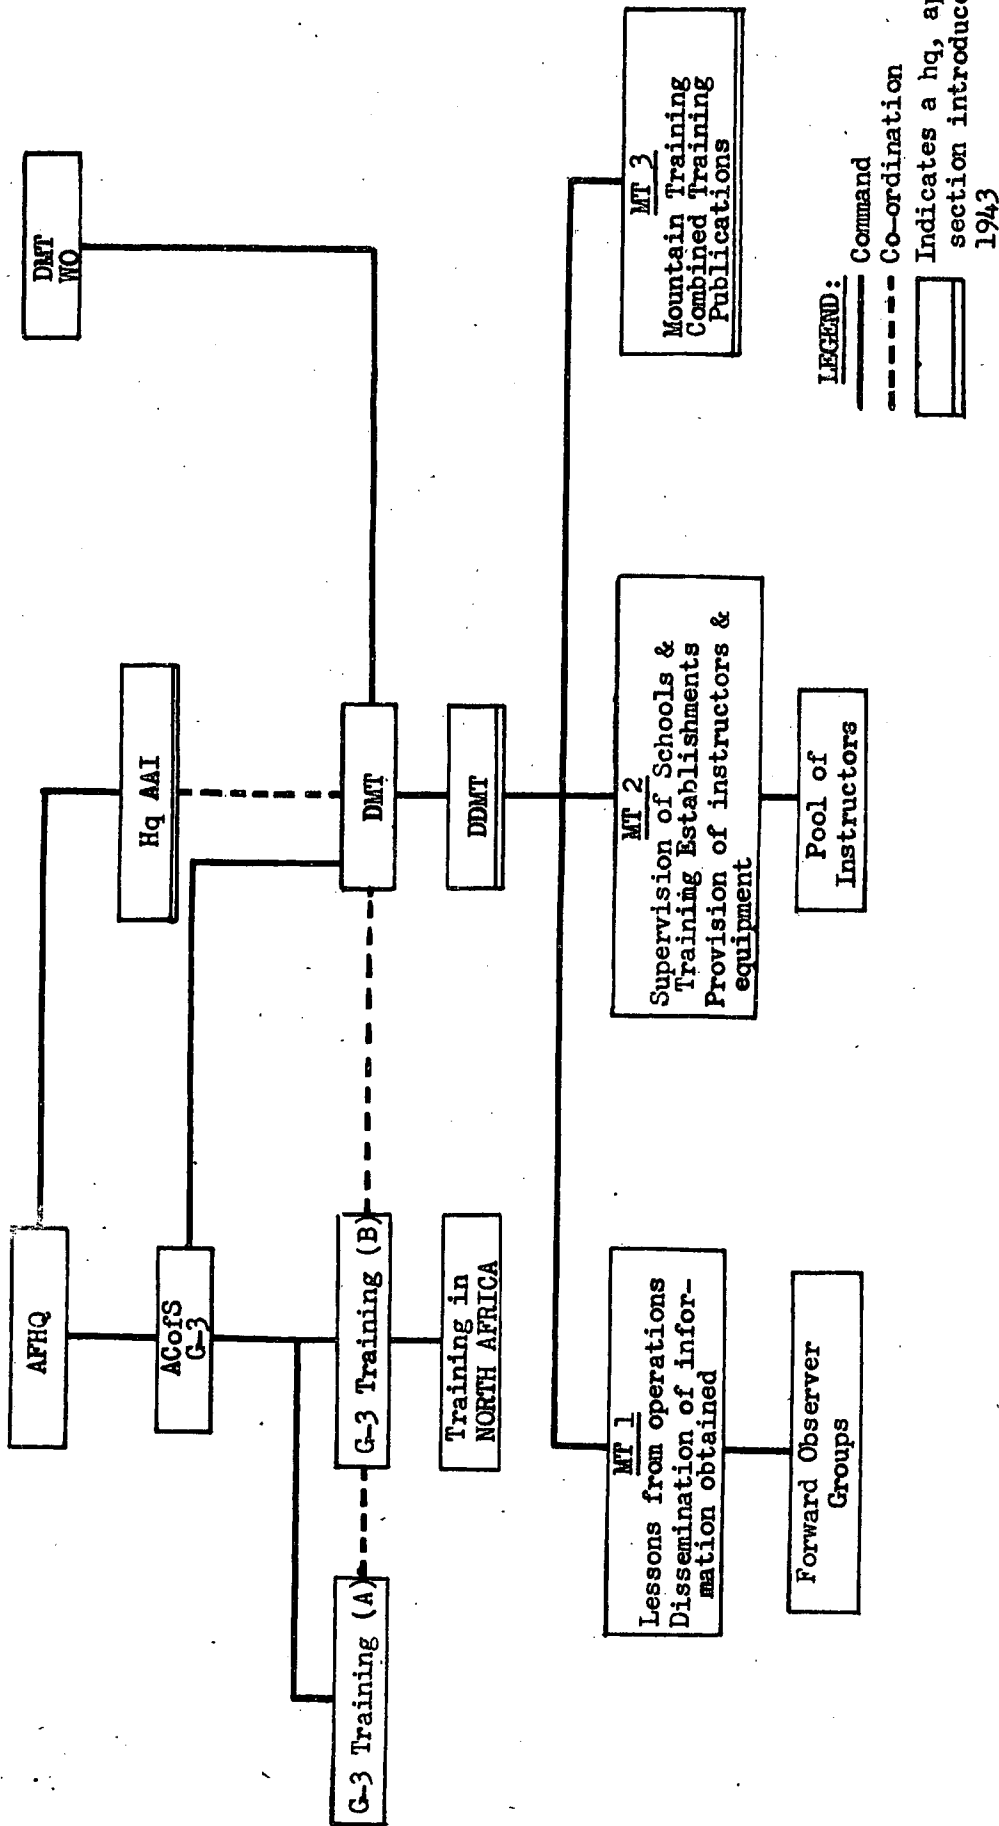 AFHQ
Hq AAI
DMT
WO
ACofS
G-3
G-3 Training (A)
G-3 Training (B)
DMT
Training in
NORTH AFRICA
DDMT
MT 1
Lessons from operations
Dissemination of infor-
mation obtained
MT 2
Supervision of Schools &
Training Establishments
Provision of instructors &
equipment
MT 3
Mountain Training
Combined Training
Publications
Forward Observer
Groups
Pool of
Instructors
LEGEND:
Command
Co-ordination
Indicates a hq,
section
1943